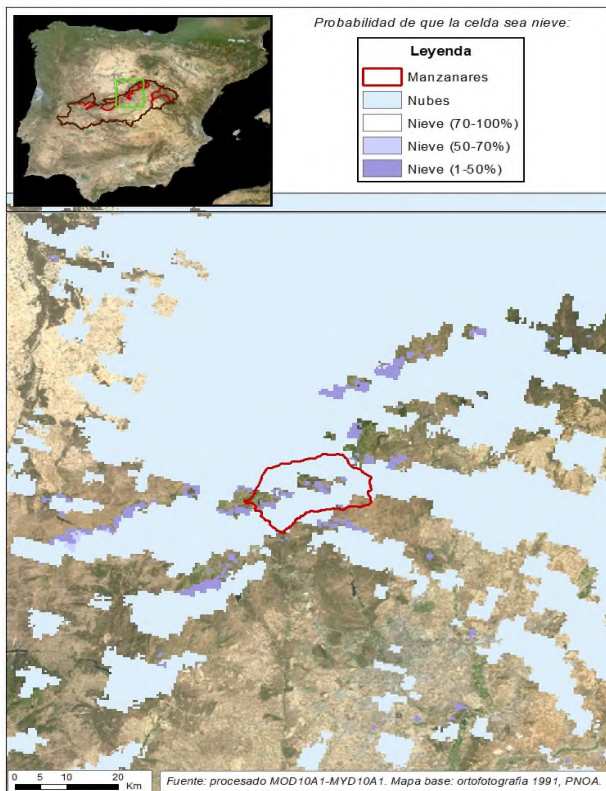 Probabilidad de que la celda sea nieve:
Leyenda
Manzanares
Nubes
Nieve (70-100%)
Nieve (50-70%)
Nieve (1-50%)
0 5 10 20
Km
Fuente: procesado MOD10A1-MYD10A1. Mapa base: ortofotografia 1991, PNOA.